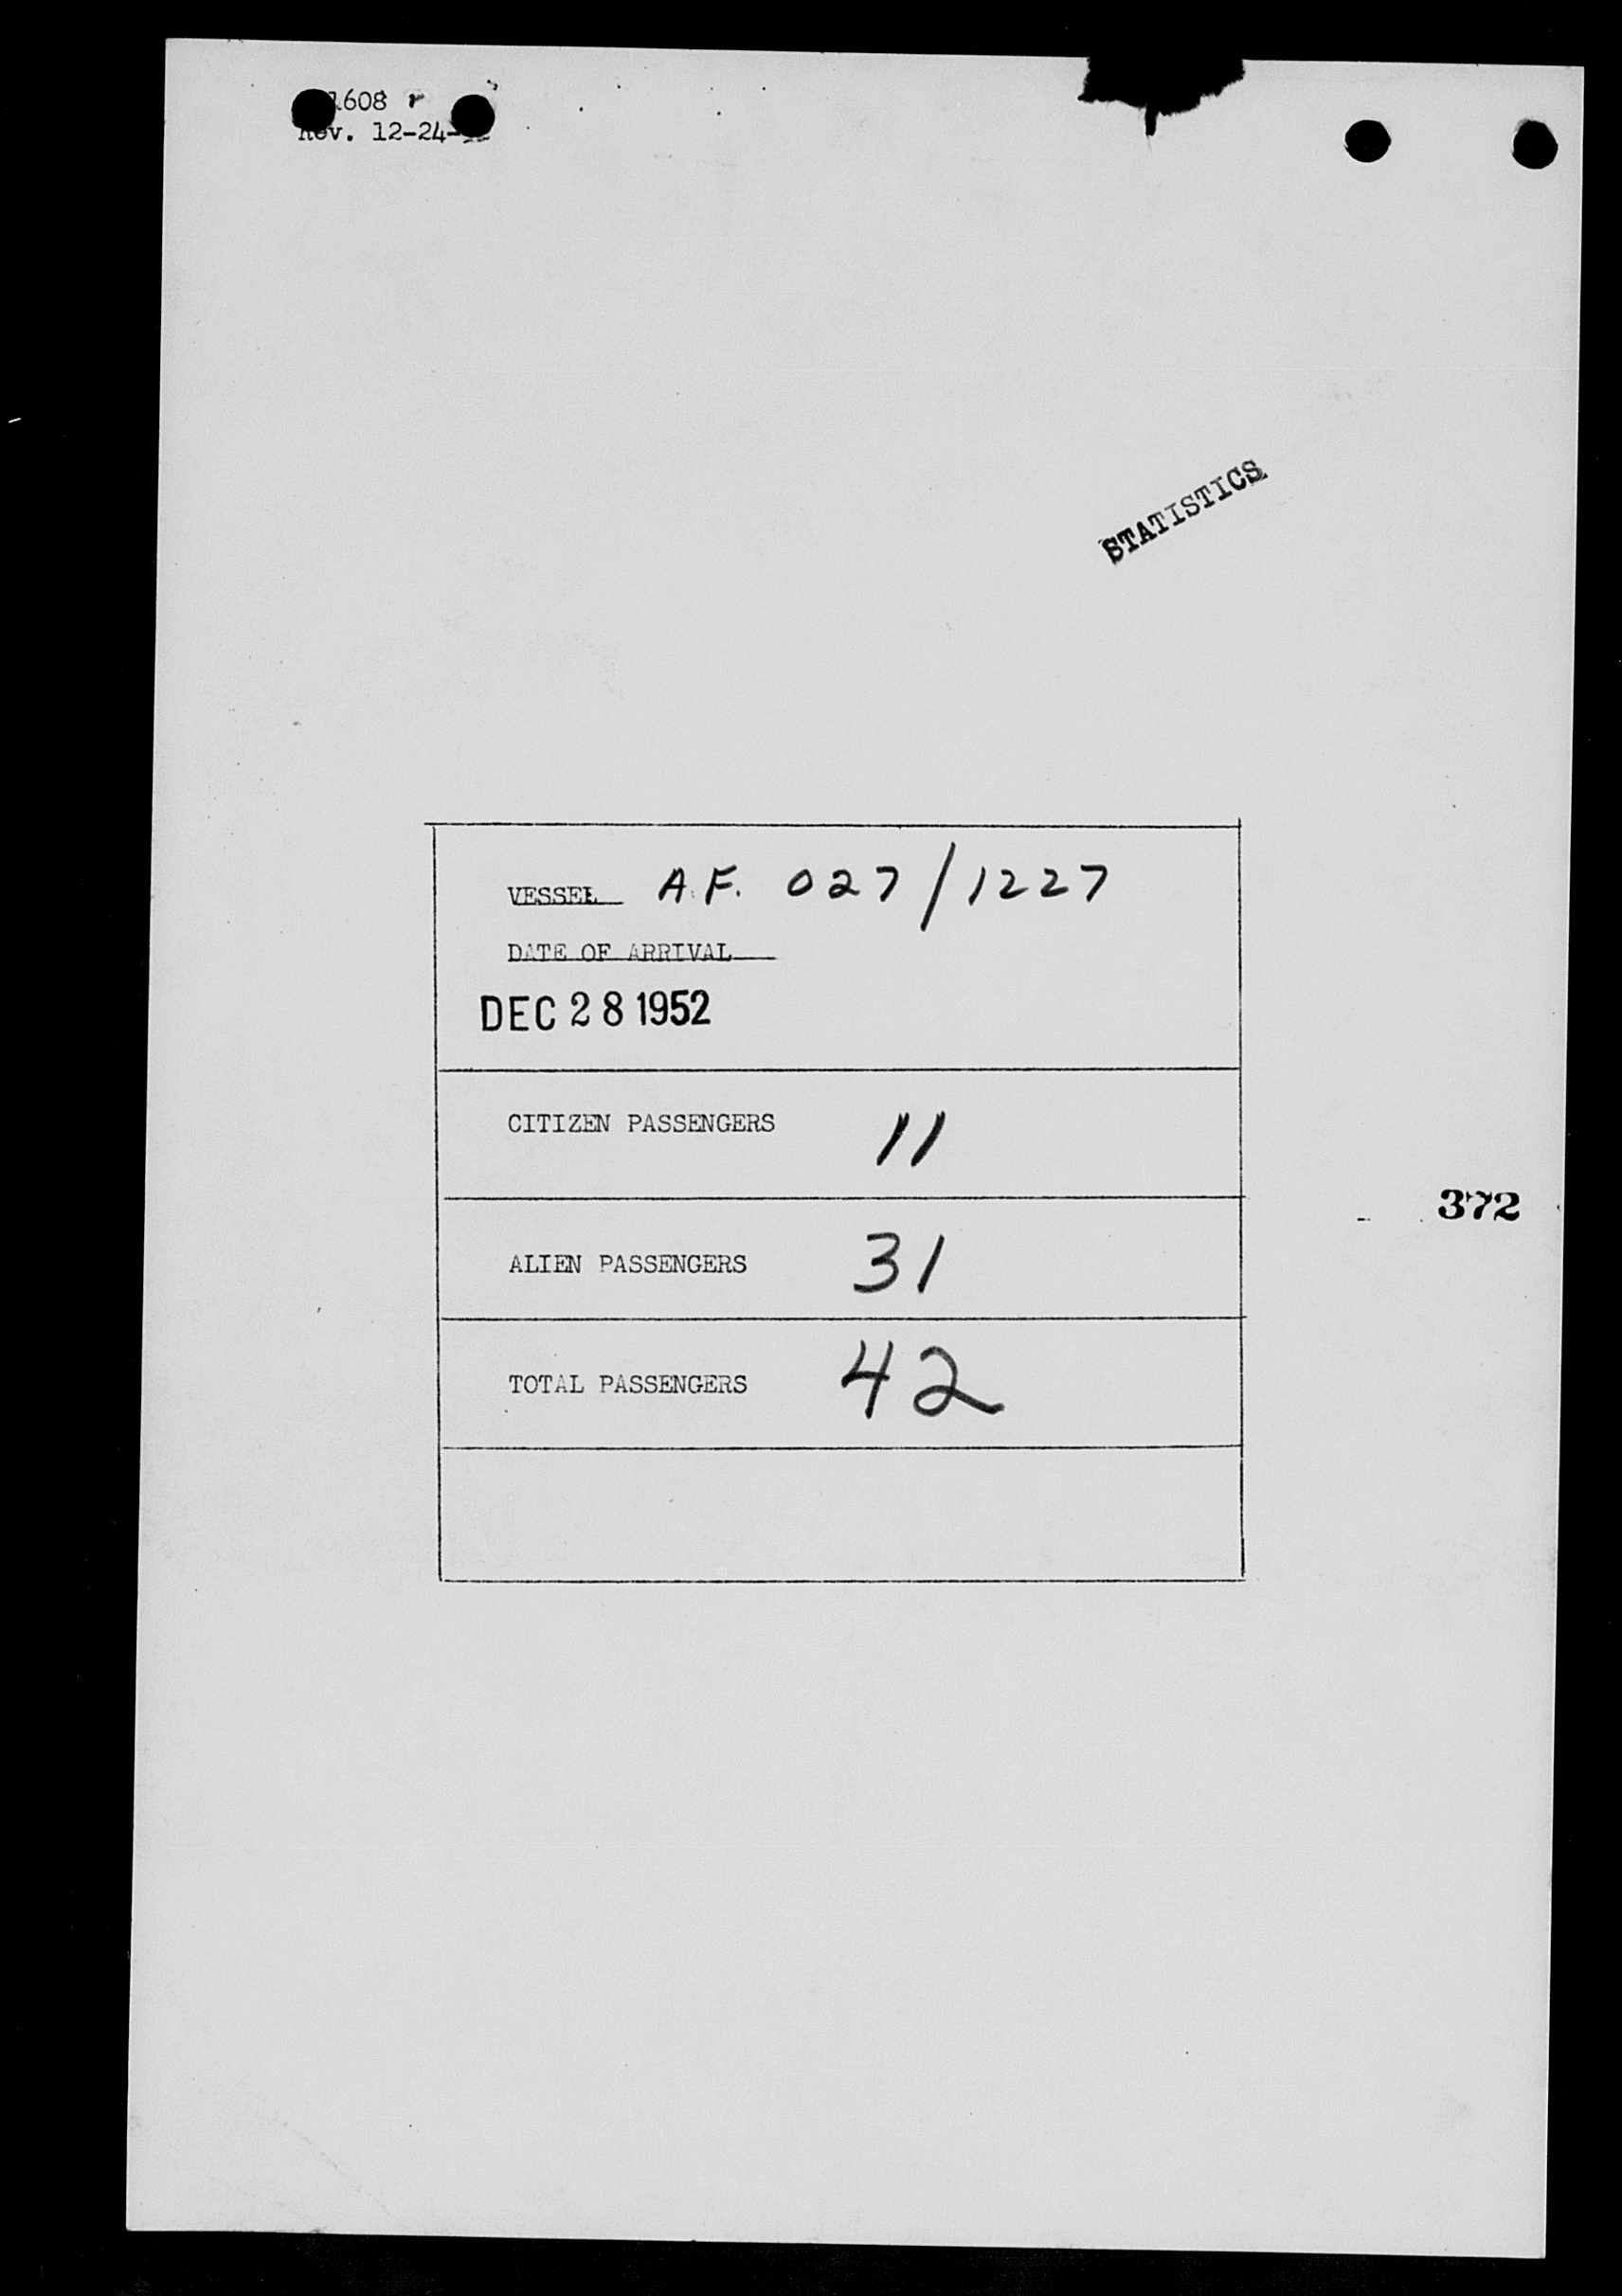 1608
Rev. 12-24-
STATISTICS
VESSEL A.F. 027/1227
DATE OF ARRIVAL
DEC 28 1952
CITIZEN PASSENGERS 11
372
ALIEN PASSENGERS 31
TOTAL PASSENGERS 42